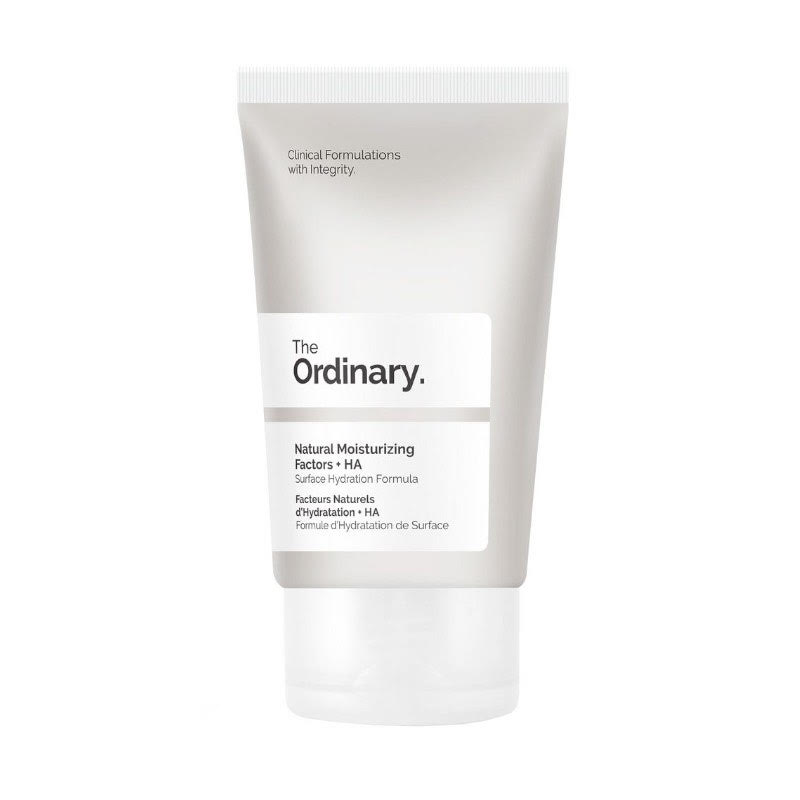 Clinical Formulations
with Integrity.
The
Ordinary.
Natural Moisturizing
Factors + HA
Surface Hydration Formula
Facteurs Naturels
d'Hydratation + HA
Formule d'Hydratation de Surface